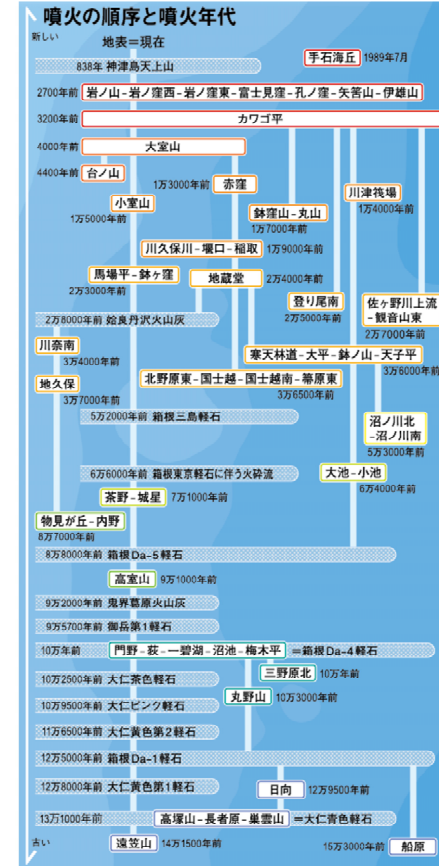 噴火の順序と噴火年代
新しい
地表＝現在
手石海丘 1989年7月
838年 神津島天上山
2700年前 岩ノ山－岩ノ窪西－岩ノ窪東－富士見窪－孔ノ窪－矢筈山－伊雄山
3200年前 カワゴ平
4000年前 大室山
4400年前 台ノ山
1万3000年前 赤窪
川津筏場
1万4000年前
小室山
1万5000年前
鉢窪山－丸山
1万7000年前
川久保川－堰口－稲取 1万9000年前
馬場平－鉢ヶ窪
2万3000年前
地蔵堂 2万4000年前
登り尾南
2万5000年前
佐ヶ野川上流
－観音山東
2万7000年前
2万8000年前 姶良丹沢火山灰
川奈南
3万4000年前
寒天林道－大平－鉢ノ山－天子平
3万6000年前
地久保
3万7000年前
北野原東－国士越－国士越南－箒原東
3万6500年前
5万2000年前 箱根三島軽石
沼ノ川北
－沼ノ川南
5万3000年前
6万6000年前 箱根東京軽石に伴う火砕流
大池－小池
6万4000年前
茶野－城星 7万1000年前
物見が丘－内野
8万7000年前
8万8000年前 箱根Da－5軽石
高室山 9万1000年前
9万2000年前 鬼界葛原火山灰
9万5700年前 御岳第1軽石
10万年前 門野－荻－一碧湖－沼池－梅木平 ＝箱根Da－4軽石
三野原北 10万年前
10万2500年前 大仁茶色軽石
丸野山 10万3000年前
10万9500年前 大仁ピンク軽石
11万6500年前 大仁黄色第2軽石
12万5000年前 箱根Da－1軽石
12万8000年前 大仁黄色第1軽石
日向 12万9500年前
13万1000年前 高塚山－長者原－巣雲山 ＝大仁青色軽石
古い
遠笠山 14万1500年前
15万3000年前 船原